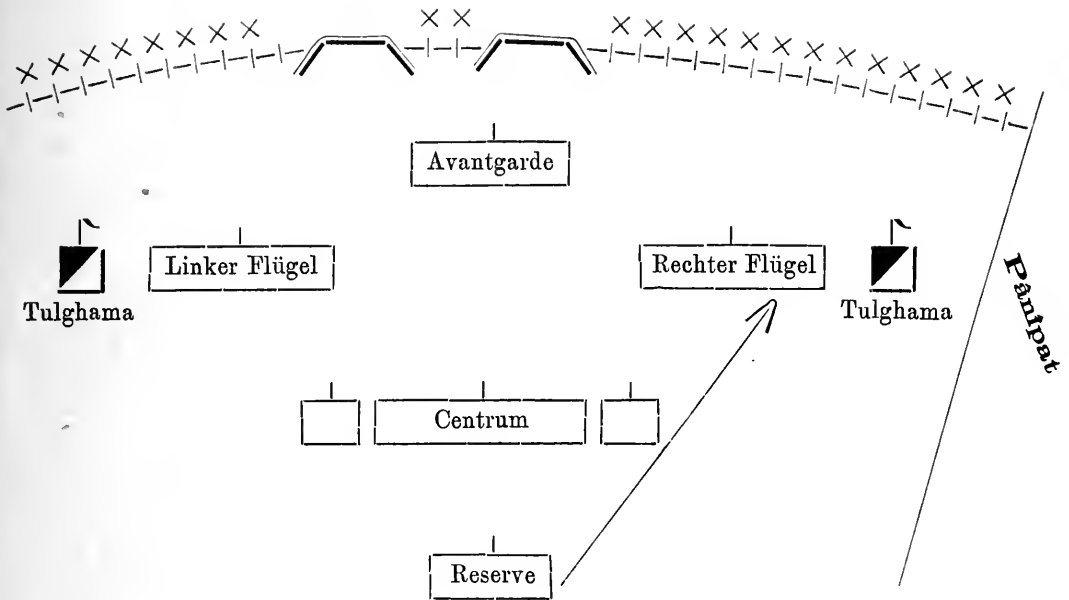 Avantgarde
Linker Flügel
Rechter Flügel
Tulghama
Tulghama
Pânîpat
Centrum
Reserve